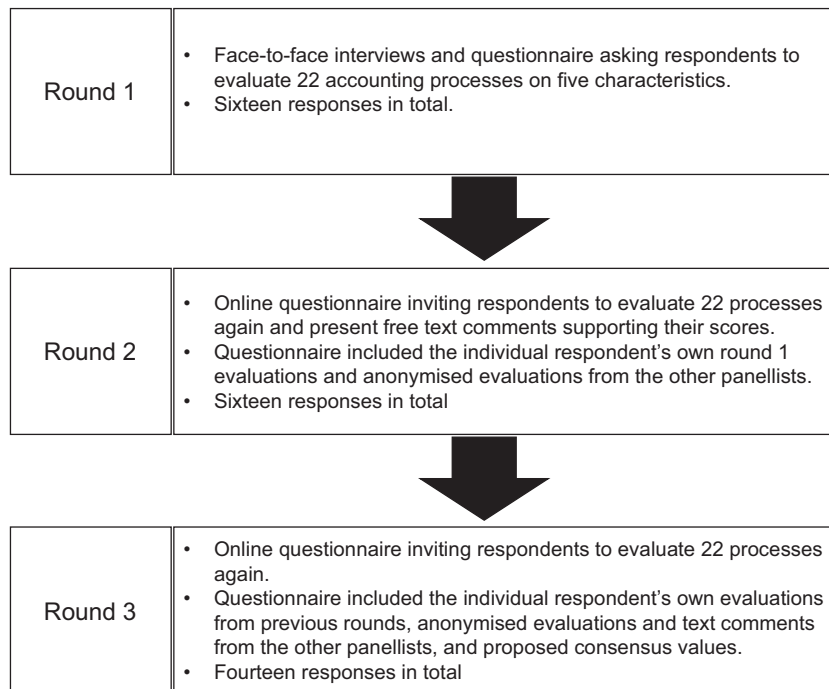 Round 1
• Face-to-face interviews and questionnaire asking respondents to
evaluate 22 accounting processes on five characteristics.
• Sixteen responses in total.
Round 2
• Online questionnaire inviting respondents to evaluate 22 processes
again and present free text comments supporting their scores.
• Questionnaire included the individual respondent’s own round 1
evaluations and anonymised evaluations from the other panellists.
• Sixteen responses in total
Round 3
• Online questionnaire inviting respondents to evaluate 22 processes
again.
• Questionnaire included the individual respondent’s own evaluations
from previous rounds, anonymised evaluations and text comments
from the other panellists, and proposed consensus values.
• Fourteen responses in total